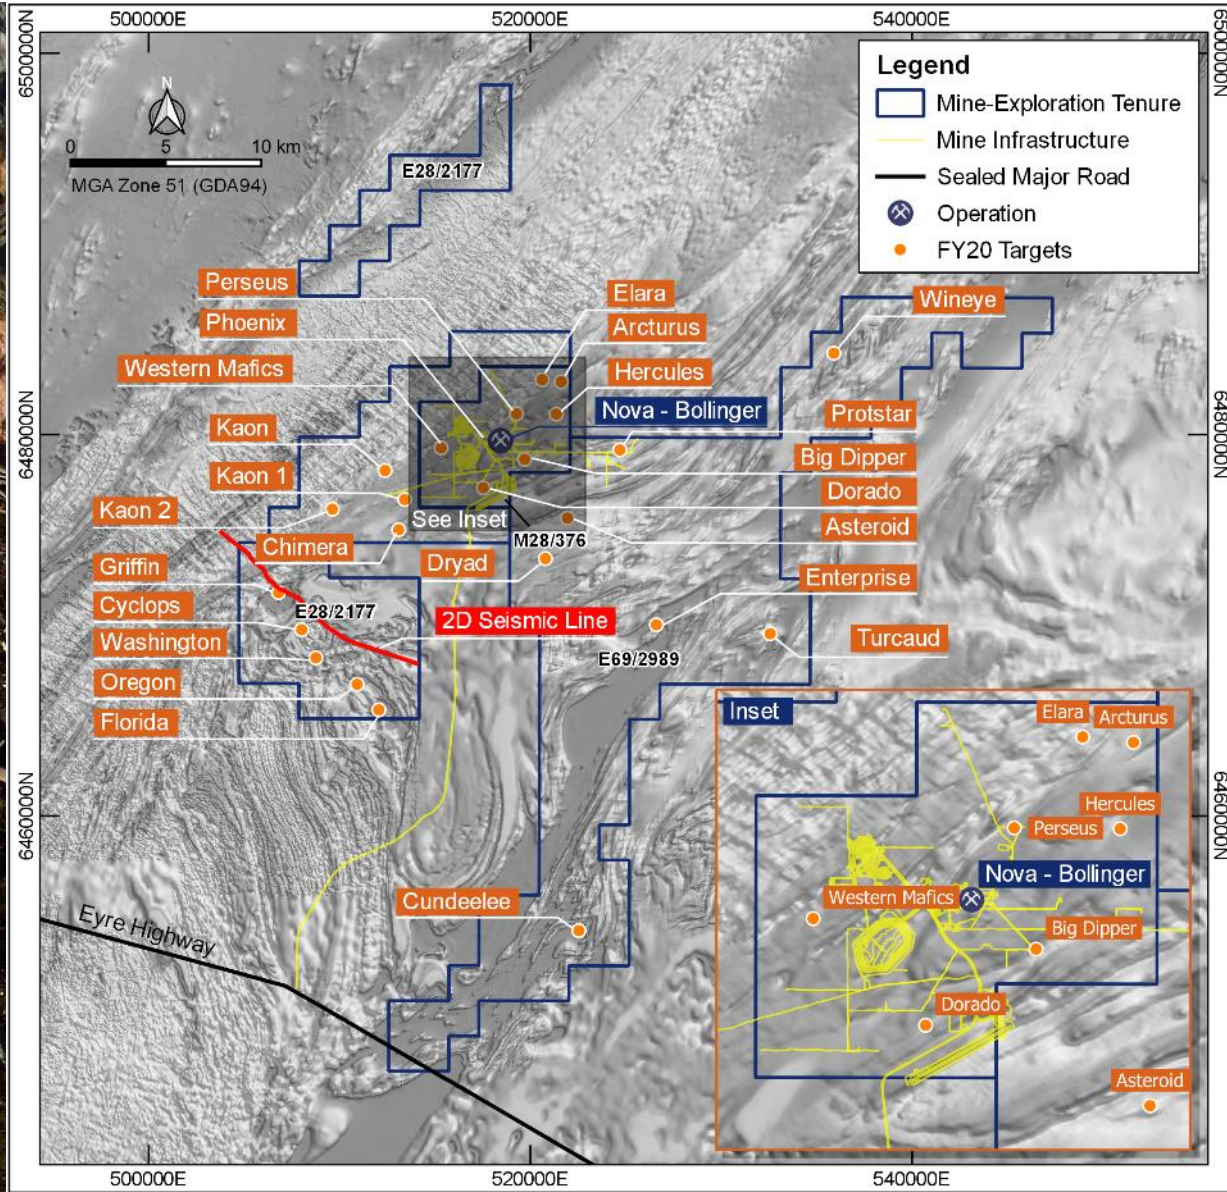 500000E
520000E
540000E
6500000N
6500000N
N
0 5 10 km
MGA Zone 51 (GDA94)
Legend
Mine-Exploration Tenure
Mine Infrastructure
Sealed Major Road
Operation
FY20 Targets
E28/2177
Perseus
Phoenix
Western Mafics
Kaon
Kaon 1
Kaon 2
Chimera
Griffin
Cyclops
Washington
Oregon
Florida
E28/2177
Elara
Arcturus
Hercules
Nova - Bollinger
Wineye
Protstar
Big Dipper
Dorado
Asteroid
See Inset
M28/376
Dryad
Enterprise
2D Seismic Line
E69/2989
Turcaud
6480000N
6480000N
6460000N
6460000N
Cundeelee
Eyre Highway
Inset
Elara
Arcturus
Hercules
Perseus
Nova - Bollinger
Western Mafics
Big Dipper
Dorado
Asteroid
500000E
520000E
540000E